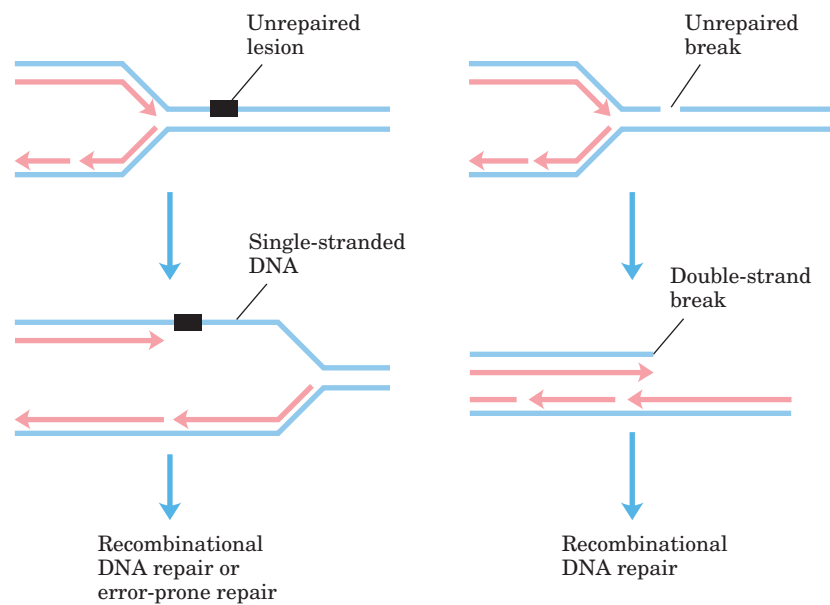 Unrepaired
lesion
Unrepaired
break
Single-stranded
DNA
Double-strand
break
Recombinational
DNA repair or
error-prone repair
Recombinational
DNA repair